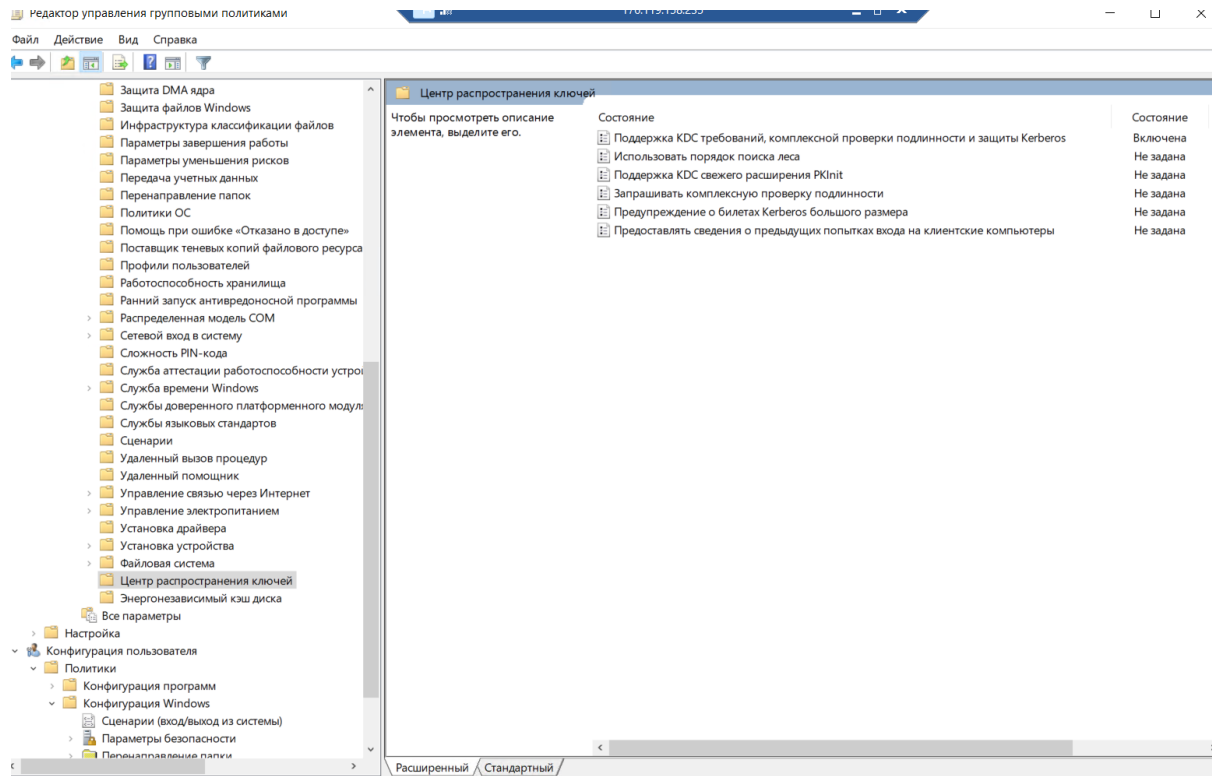 Редактор управления групповыми политиками
Файл Действие Вид Справка
Защита DMA ядра
Защита файлов Windows
Инфраструктура классификации файлов
Параметры завершения работы
Параметры уменьшения рисков
Передача учетных данных
Перенаправление папок
Политики ОС
Помощь при ошибке «Отказано в доступе»
Поставщик теневых копий файлового ресурса
Профили пользователей
Работоспособность хранилища
Ранний запуск антивредоносной программы
Распределенная модель COM
Сетевой вход в систему
Сложность PIN-кода
Служба аттестации работоспособности устро
Служба времени Windows
Службы доверенного платформенного модул
Службы языковых стандартов
Сценарии
Удаленный вызов процедур
Удаленный помощник
Управление связью через Интернет
Управление электропитанием
Установка драйвера
Установка устройства
Файловая система
Центр распространения ключей
Энергонезависимый кэш диска
Все параметры
Настройка
Конфигурация пользователя
Политики
Конфигурация программ
Конфигурация Windows
Сценарии (вход/выход из системы)
Параметры безопасности
Перенаправление папки
Центр распространения ключей
Чтобы просмотреть описание
элемента, выделите его.
Состояние Состояние
Поддержка KDC требований, комплексной проверки подлинности и защиты Kerberos Включена
Использовать порядок поиска леса Не задана
Поддержка KDC свежего расширения PKInit Не задана
Запрашивать комплексную проверку подлинности Не задана
Предупреждение о билетах Kerberos большого размера Не задана
Предоставлять сведения о предыдущих попытках входа на клиентские компьютеры Не задана
Расширенный Стандартный